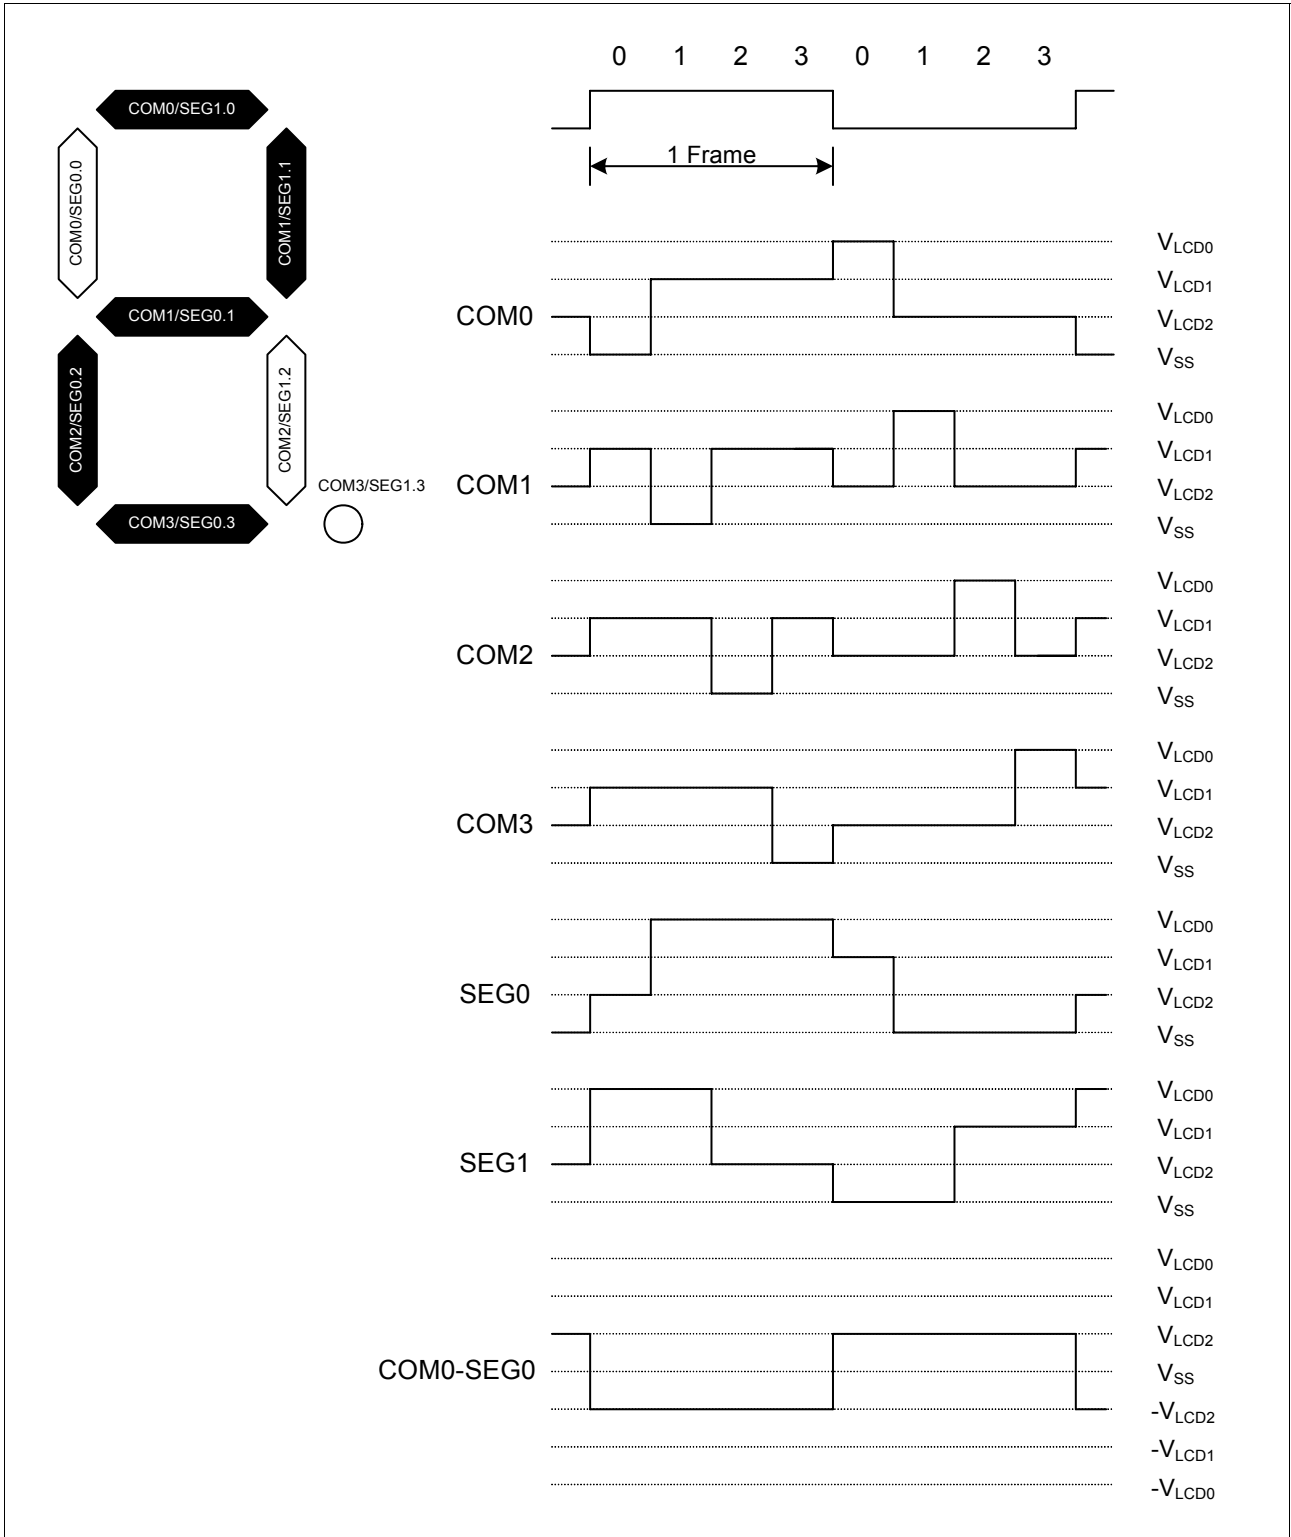 0 1 2 3 0 1 2 3
1 Frame
COM0/SEG1.0
COM0/SEG0.0
COM1/SEG1.1
COM1/SEG0.1
COM2/SEG0.2
COM2/SEG1.2
COM3/SEG1.3
COM3/SEG0.3
COM0
VLCD0
VLCD1
VLCD2
VSS
COM1
VLCD0
VLCD1
VLCD2
VSS
COM2
VLCD0
VLCD1
VLCD2
VSS
COM3
VLCD0
VLCD1
VLCD2
VSS
SEG0
VLCD0
VLCD1
VLCD2
VSS
SEG1
VLCD0
VLCD1
VLCD2
VSS
COM0-SEG0
VLCD0
VLCD1
VLCD2
VSS
-VLCD2
-VLCD1
-VLCD0